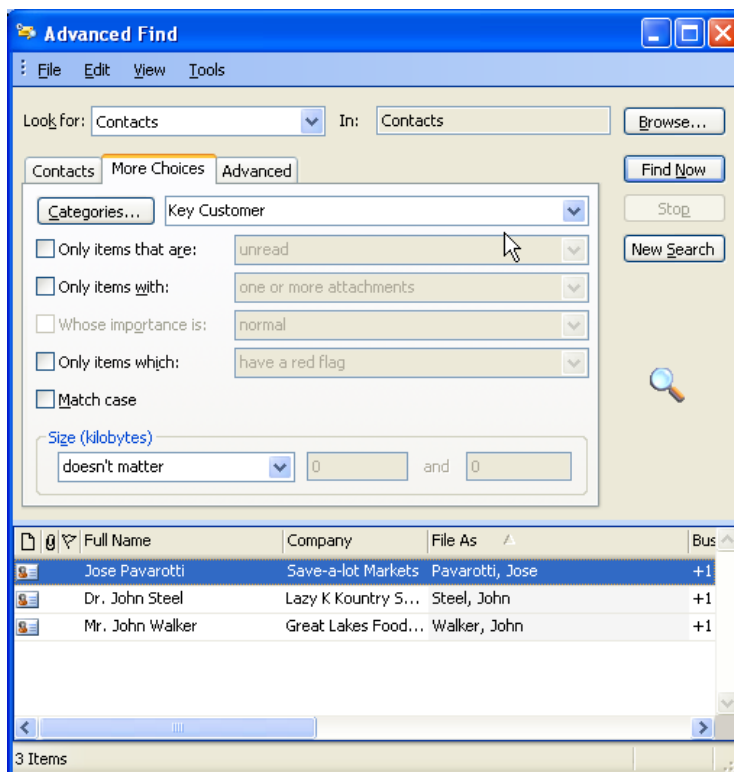 Advanced Find
File Edit View Tools
Look for: Contacts In: Contacts Browse...
Contacts More Choices Advanced Find Now
Categories... Key Customer Stop
Only items that are: unread New Search
Only items with: one or more attachments
Whose importance is: normal
Only items which: have a red flag
Match case
Size (kilobytes)
doesn't matter 0 and 0
Full Name Company File As Bus
Jose Pavarotti Save-a-lot Markets Pavarotti, Jose +1
Dr. John Steel Lazy K Kountry S... Steel, John +1
Mr. John Walker Great Lakes Food... Walker, John +1
3 Items